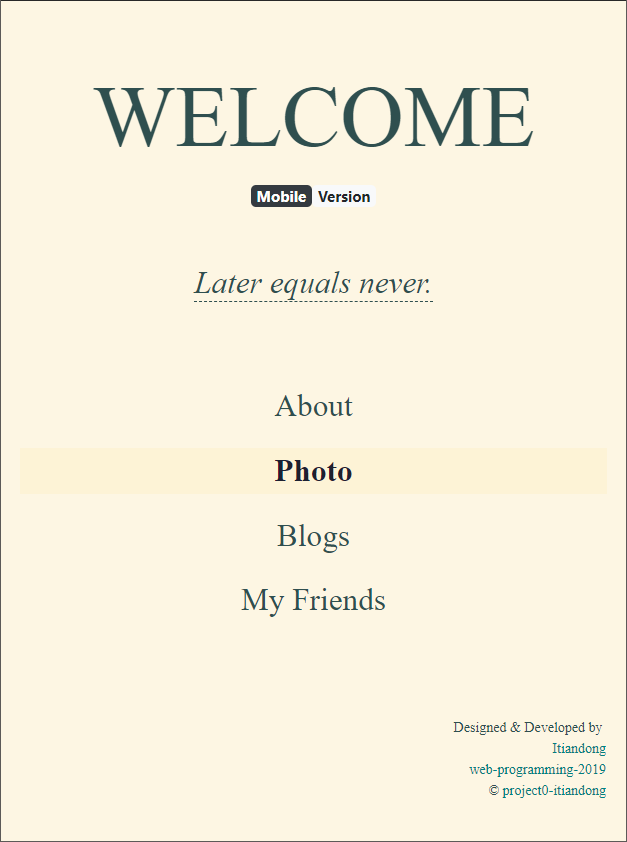 WELCOME
Mobile Version
Later equals never.
About
Photo
Blogs
My Friends
Designed & Developed by
Itiandong
web-programming-2019
© project0-itiandong